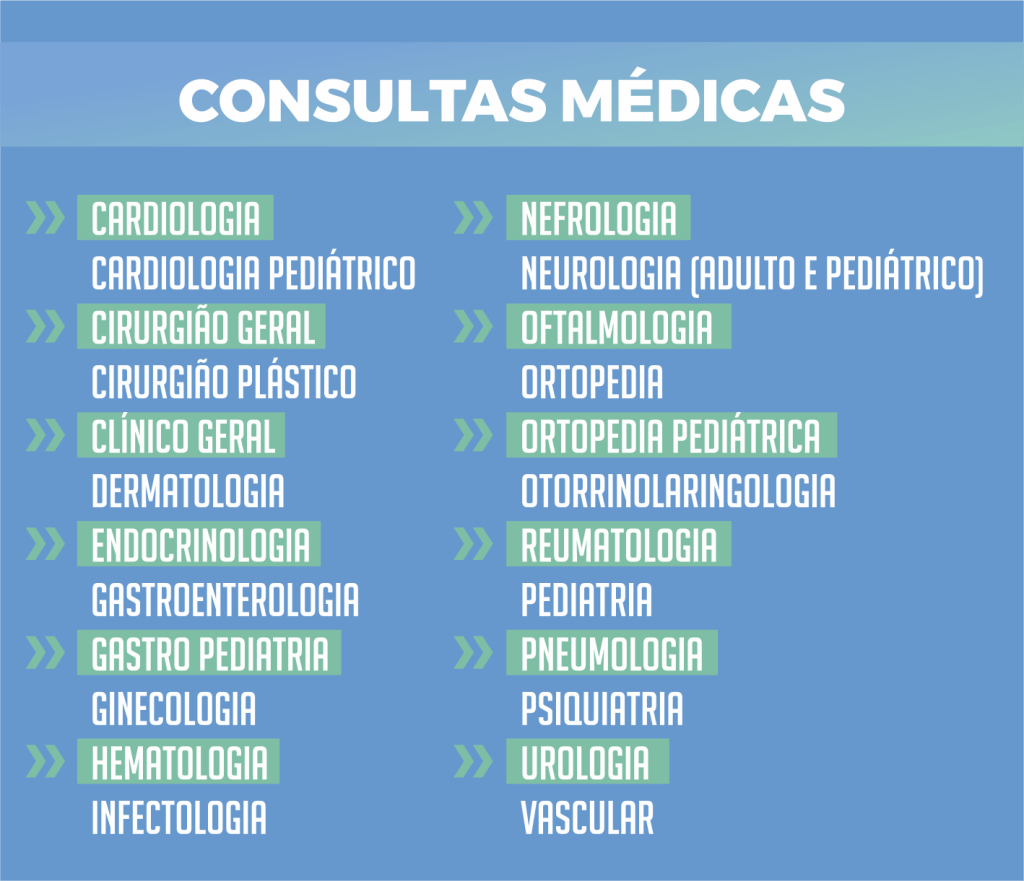 CONSULTAS MÉDICAS
CARDIOLOGIA
CARDIOLOGIA PEDIÁTRICO
CIRURGIÃO GERAL
CIRURGIÃO PLÁSTICO
CLÍNICO GERAL
DERMATOLOGIA
ENDOCRINOLOGIA
GASTROENTEROLOGIA
GASTRO PEDIATRIA
GINECOLOGIA
HEMATOLOGIA
INFECTOLOGIA
NEFROLOGIA
NEUROLOGIA (ADULTO E PEDIÁTRICO)
OFTALMOLOGIA
ORTOPEDIA
ORTOPEDIA PEDIÁTRICA
OTORRINOLARINGOLOGIA
REUMATOLOGIA
PEDIATRIA
PNEUMOLOGIA
PSIQUIATRIA
UROLOGIA
VASCULAR